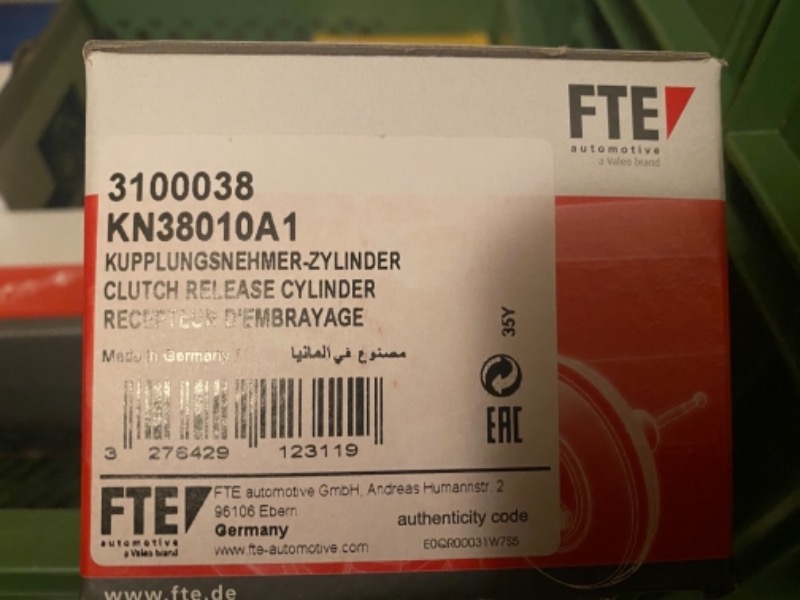 FTE
automotive
a Valeo brand
3100038
KN38010A1
KUPPLUNGSNEHMER-ZYLINDER
CLUTCH RELEASE CYLINDER
RECEPTEUR D'EMBRAYAGE
35Y
Made in Germany / مصنوع في المانيا
EAC
3 276429 123119
FTE
automotive
a Valeo brand
FTE automotive GmbH, Andreas Humannstr. 2
96106 Ebern
Germany
www.fte-automotive.com
authenticity code
E0QR00031W7S5
www.fte.de